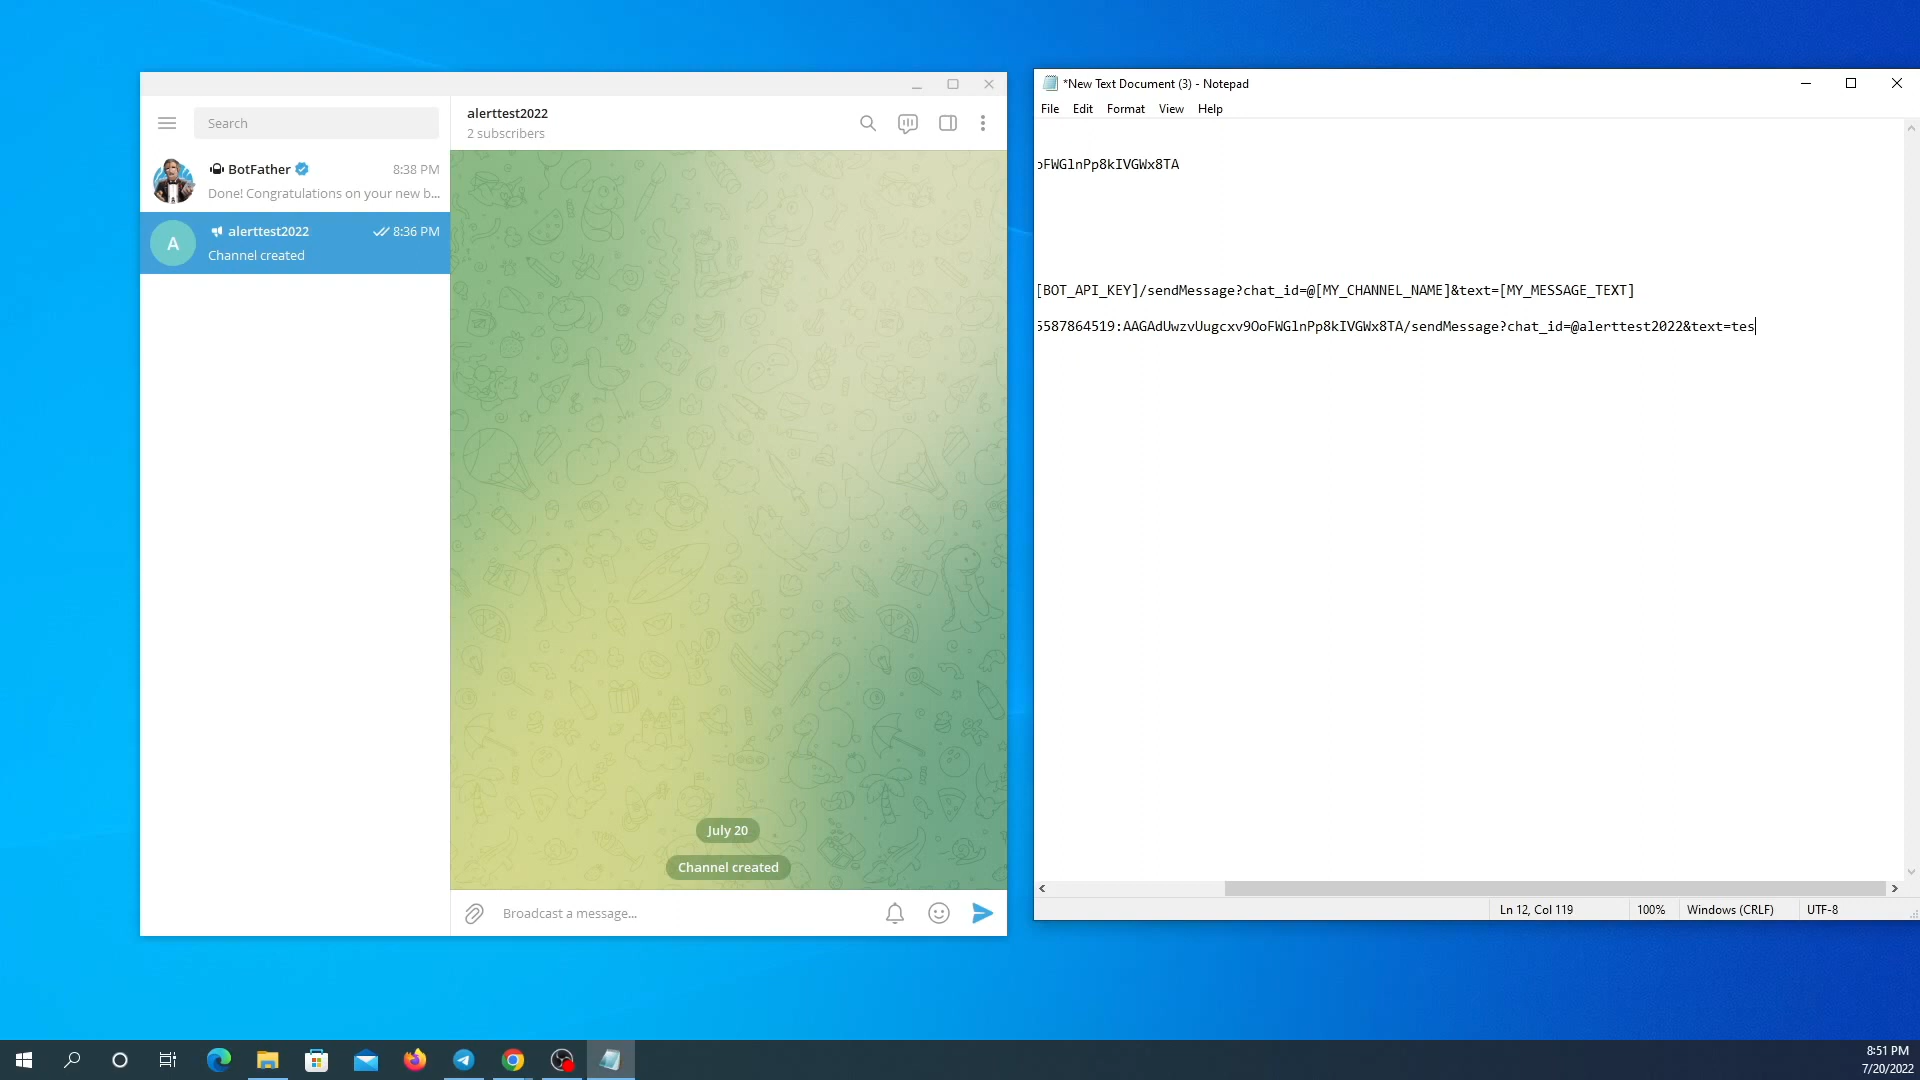 Search
BotFather
8:38 PM
Done! Congratulations on your new b...
A
alerttest2022
8:36 PM
Channel created
alerttest2022
2 subscribers
July 20
Channel created
Broadcast a message...
*New Text Document (3) - Notepad
File Edit Format View Help
oFWGlnPp8kIVGWx8TA
[BOT_API_KEY]/sendMessage?chat_id=@[MY_CHANNEL_NAME]&text=[MY_MESSAGE_TEXT]
5587864519:AAGAdUwzvUugcxv9OoFWGlnPp8kIVGWx8TA/sendMessage?chat_id=@alerttest2022&text=tes
Ln 12, Col 119
100%
Windows (CRLF)
UTF-8
8:51 PM
7/20/2022